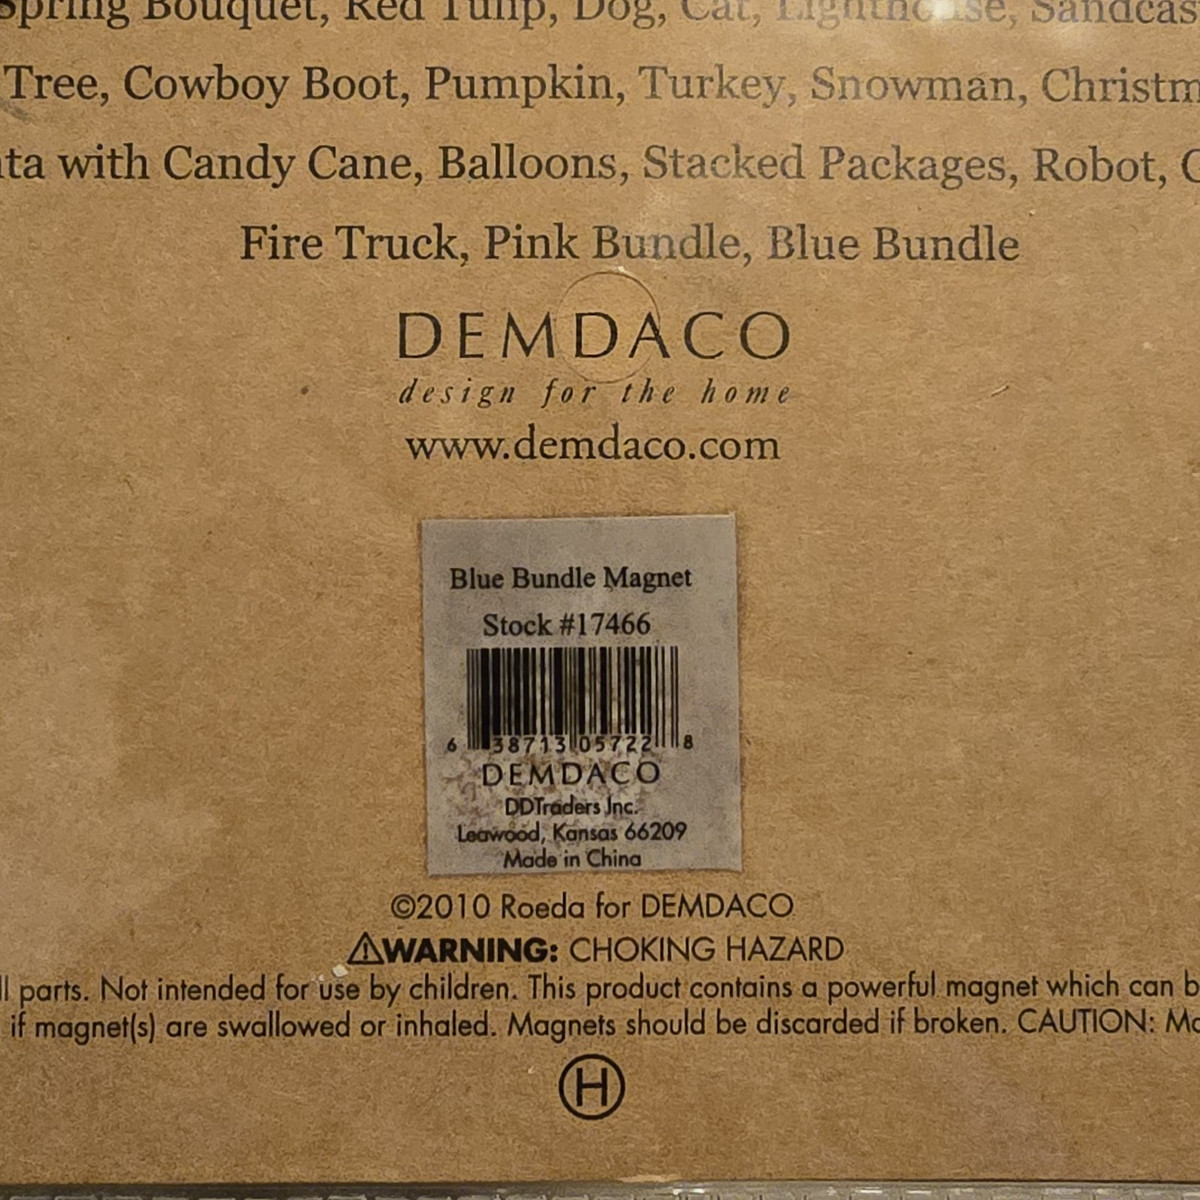 Spring Bouquet, Red Tulip, Dog, Cat, Lighthouse,
Tree, Cowboy Boot, Pumpkin, Turkey, Snowman,
with Candy Cane, Balloons, Stacked Packages, Robot,
Fire Truck, Pink Bundle, Blue Bundle
DEMDACO
design for the home
www.demdaco.com
Blue Bundle Magnet
Stock #17466
6 38713 05722 8
DEMDACO
DDTraders Inc.
Leawood, Kansas 66209
Made in China
©2010 Roeda for DEMDACO
⚠WARNING: CHOKING HAZARD
parts. Not intended for use by children. This product contains a powerful magnet which can
if magnet(s) are swallowed or inhaled. Magnets should be discarded if broken. CAUTION:
H